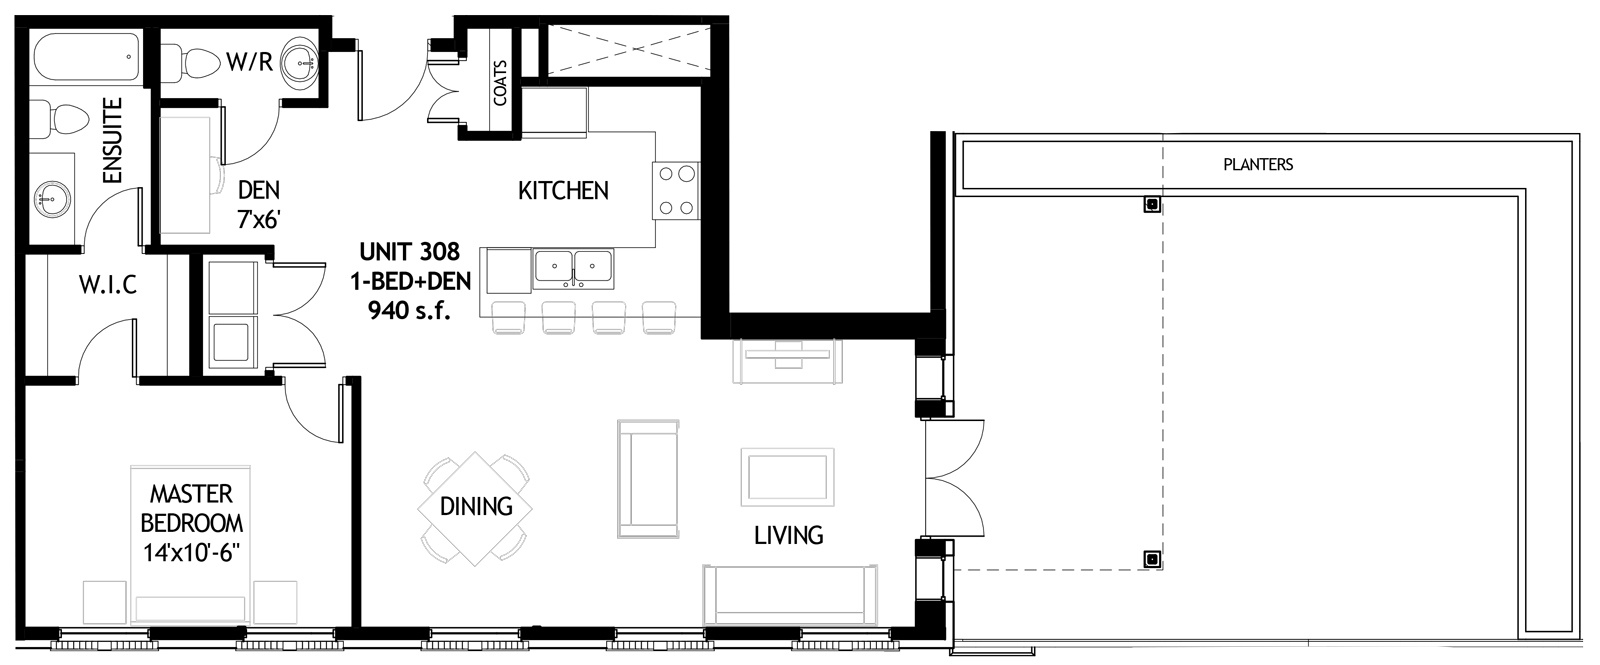 W/R
COATS
ENSUITE
PLANTERS
DEN
7'x6'
KITCHEN
UNIT 308
1-BED+DEN
940 s.f.
W.I.C
MASTER
BEDROOM
14'x10'-6"
DINING
LIVING